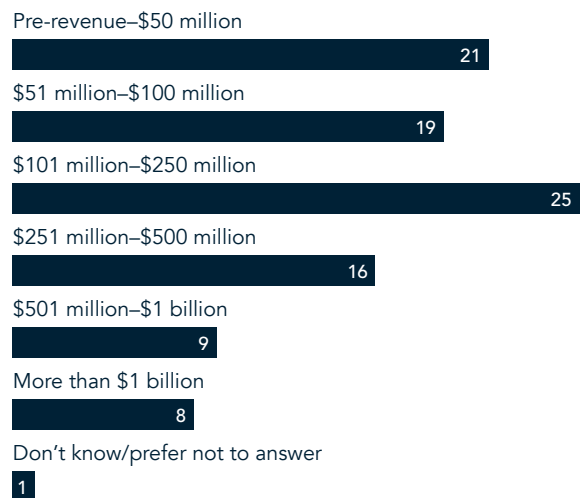 Pre-revenue–$50 million
21
$51 million–$100 million
19
$101 million–$250 million
25
$251 million–$500 million
16
$501 million–$1 billion
9
More than $1 billion
8
Don’t know/prefer not to answer
1